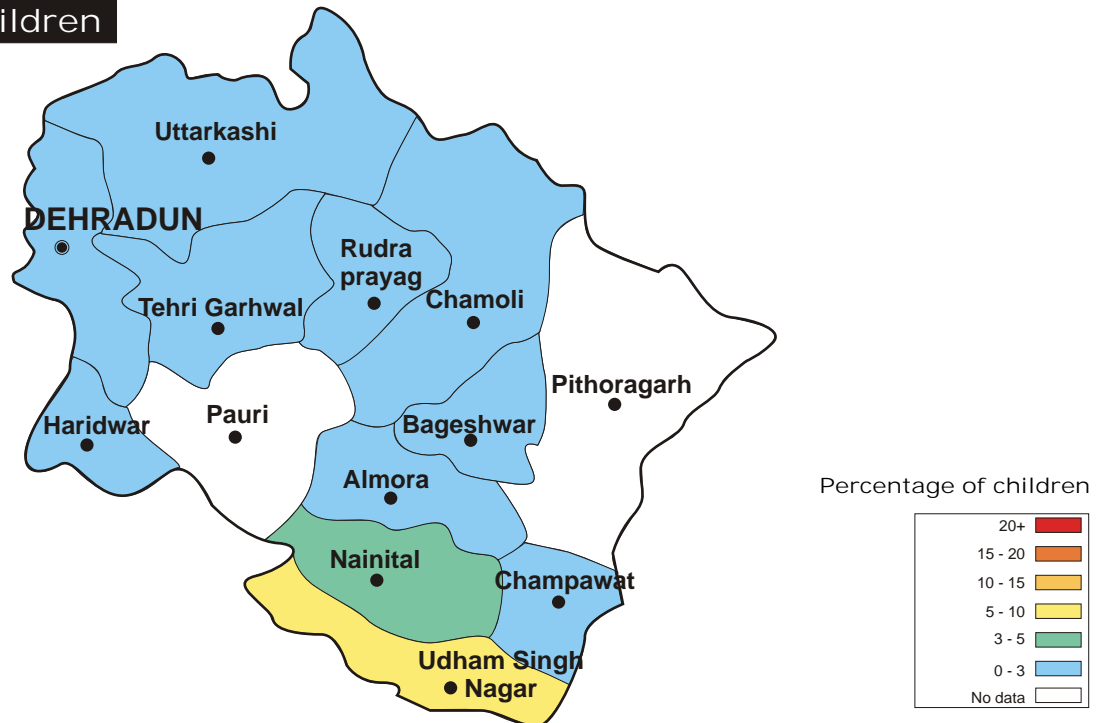 ildren
Uttarkashi
DEHRADUN
Rudra
prayag
Chamoli
Tehri Garhwal
Pithoragarh
Pauri
Haridwar
Bageshwar
Almora
Nainital
Champawat
Udham Singh
Nagar
Percentage of children
20+
15 - 20
10 - 15
5 - 10
3 - 5
0 - 3
No data